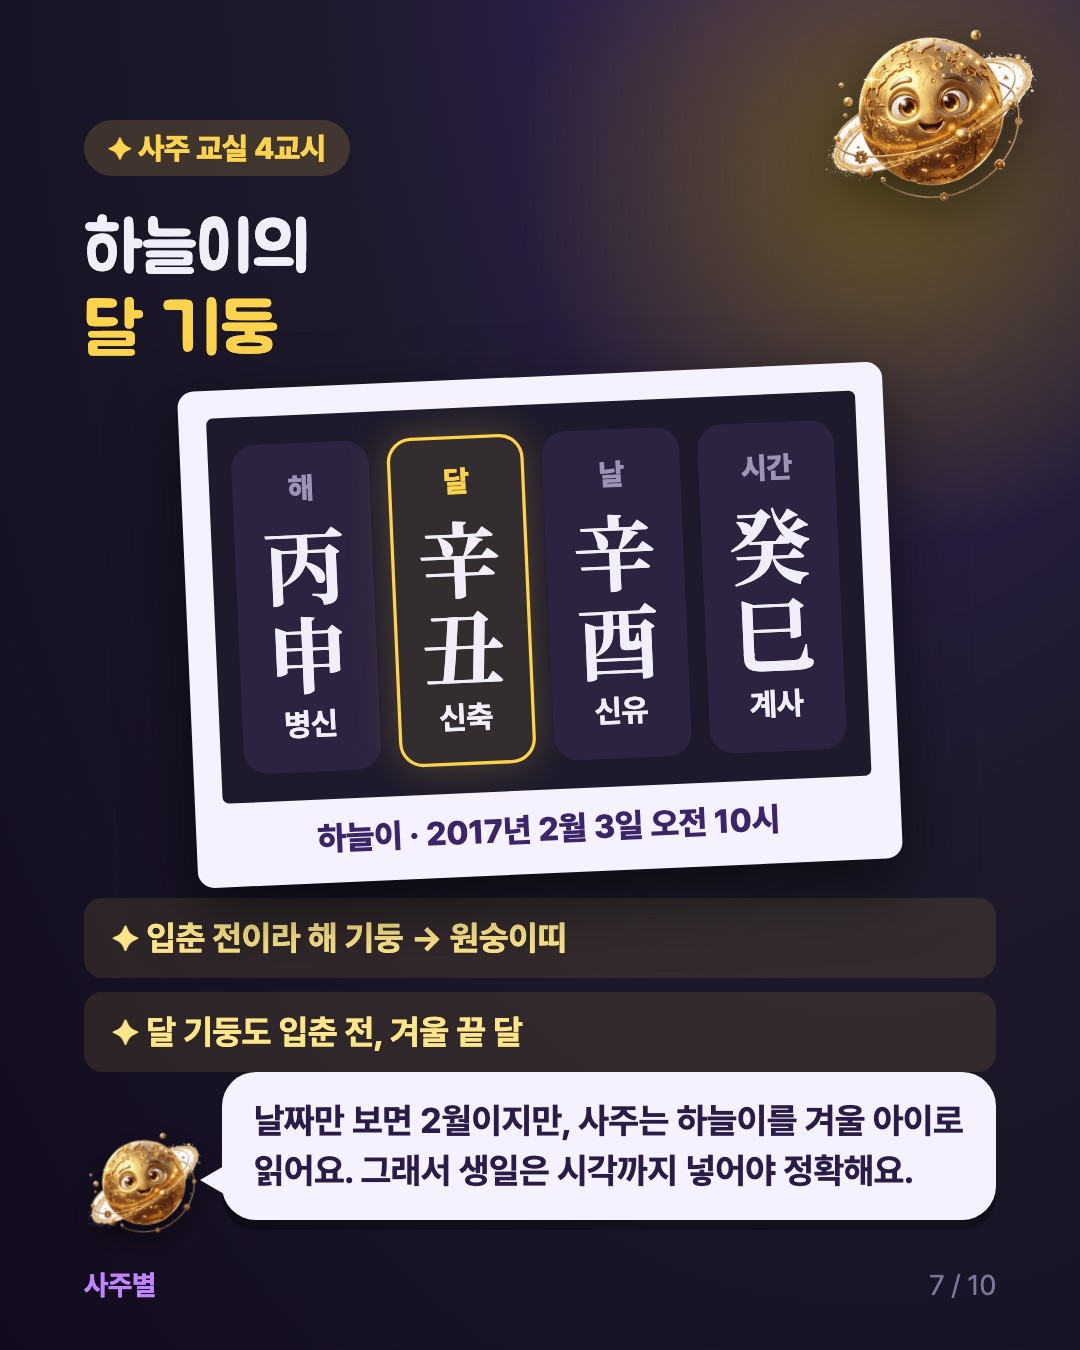 ✦ 사주 교실 4교시
하늘이의
달 기둥
해 달 날 시간
丙 辛 辛 癸
申 丑 酉 巳
병신 신축 신유 계사
하늘이 · 2017년 2월 3일 오전 10시
✦ 입춘 전이라 해 기둥 → 원숭이띠
✦ 달 기둥도 입춘 전, 겨울 끝 달
날짜만 보면 2월이지만, 사주는 하늘이를 겨울 아이로
읽어요. 그래서 생일은 시각까지 넣어야 정확해요.
사주별
7 / 10